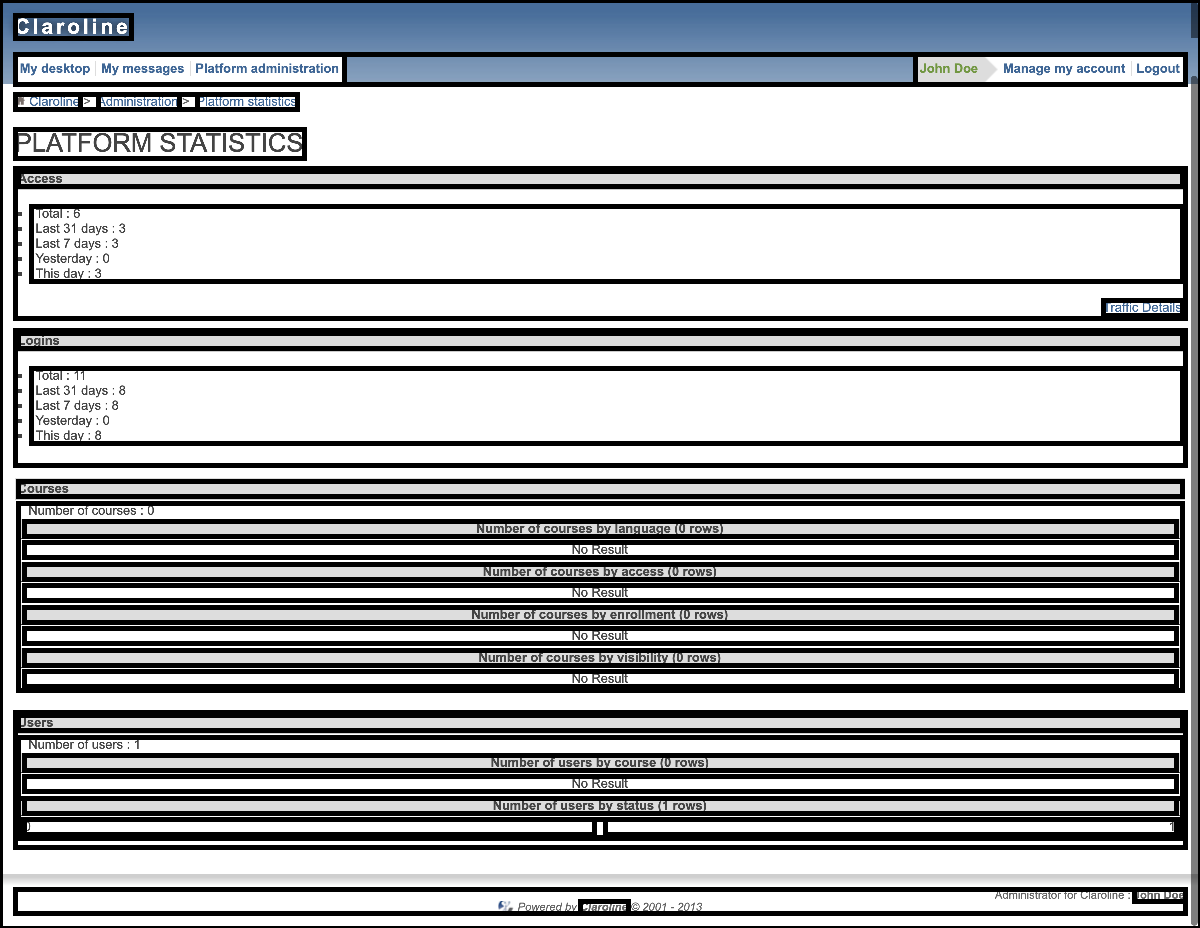 Claroline
My desktop My messages Platform administration John Doe Manage my account Logout
Claroline > Administration > Platform statistics
PLATFORM STATISTICS
Access
Total : 6
Last 31 days : 3
Last 7 days : 3
Yesterday : 0
This day : 3
Traffic Details
Logins
Total : 11
Last 31 days : 8
Last 7 days : 8
Yesterday : 0
This day : 8
Courses
Number of courses : 0
Number of courses by language (0 rows)
No Result
Number of courses by access (0 rows)
No Result
Number of courses by enrollment (0 rows)
No Result
Number of courses by visibility (0 rows)
No Result
Users
Number of users : 1
Number of users by course (0 rows)
No Result
Number of users by status (1 rows)
0 1
Administrator for Claroline : John Doe
Powered by Claroline © 2001 - 2013